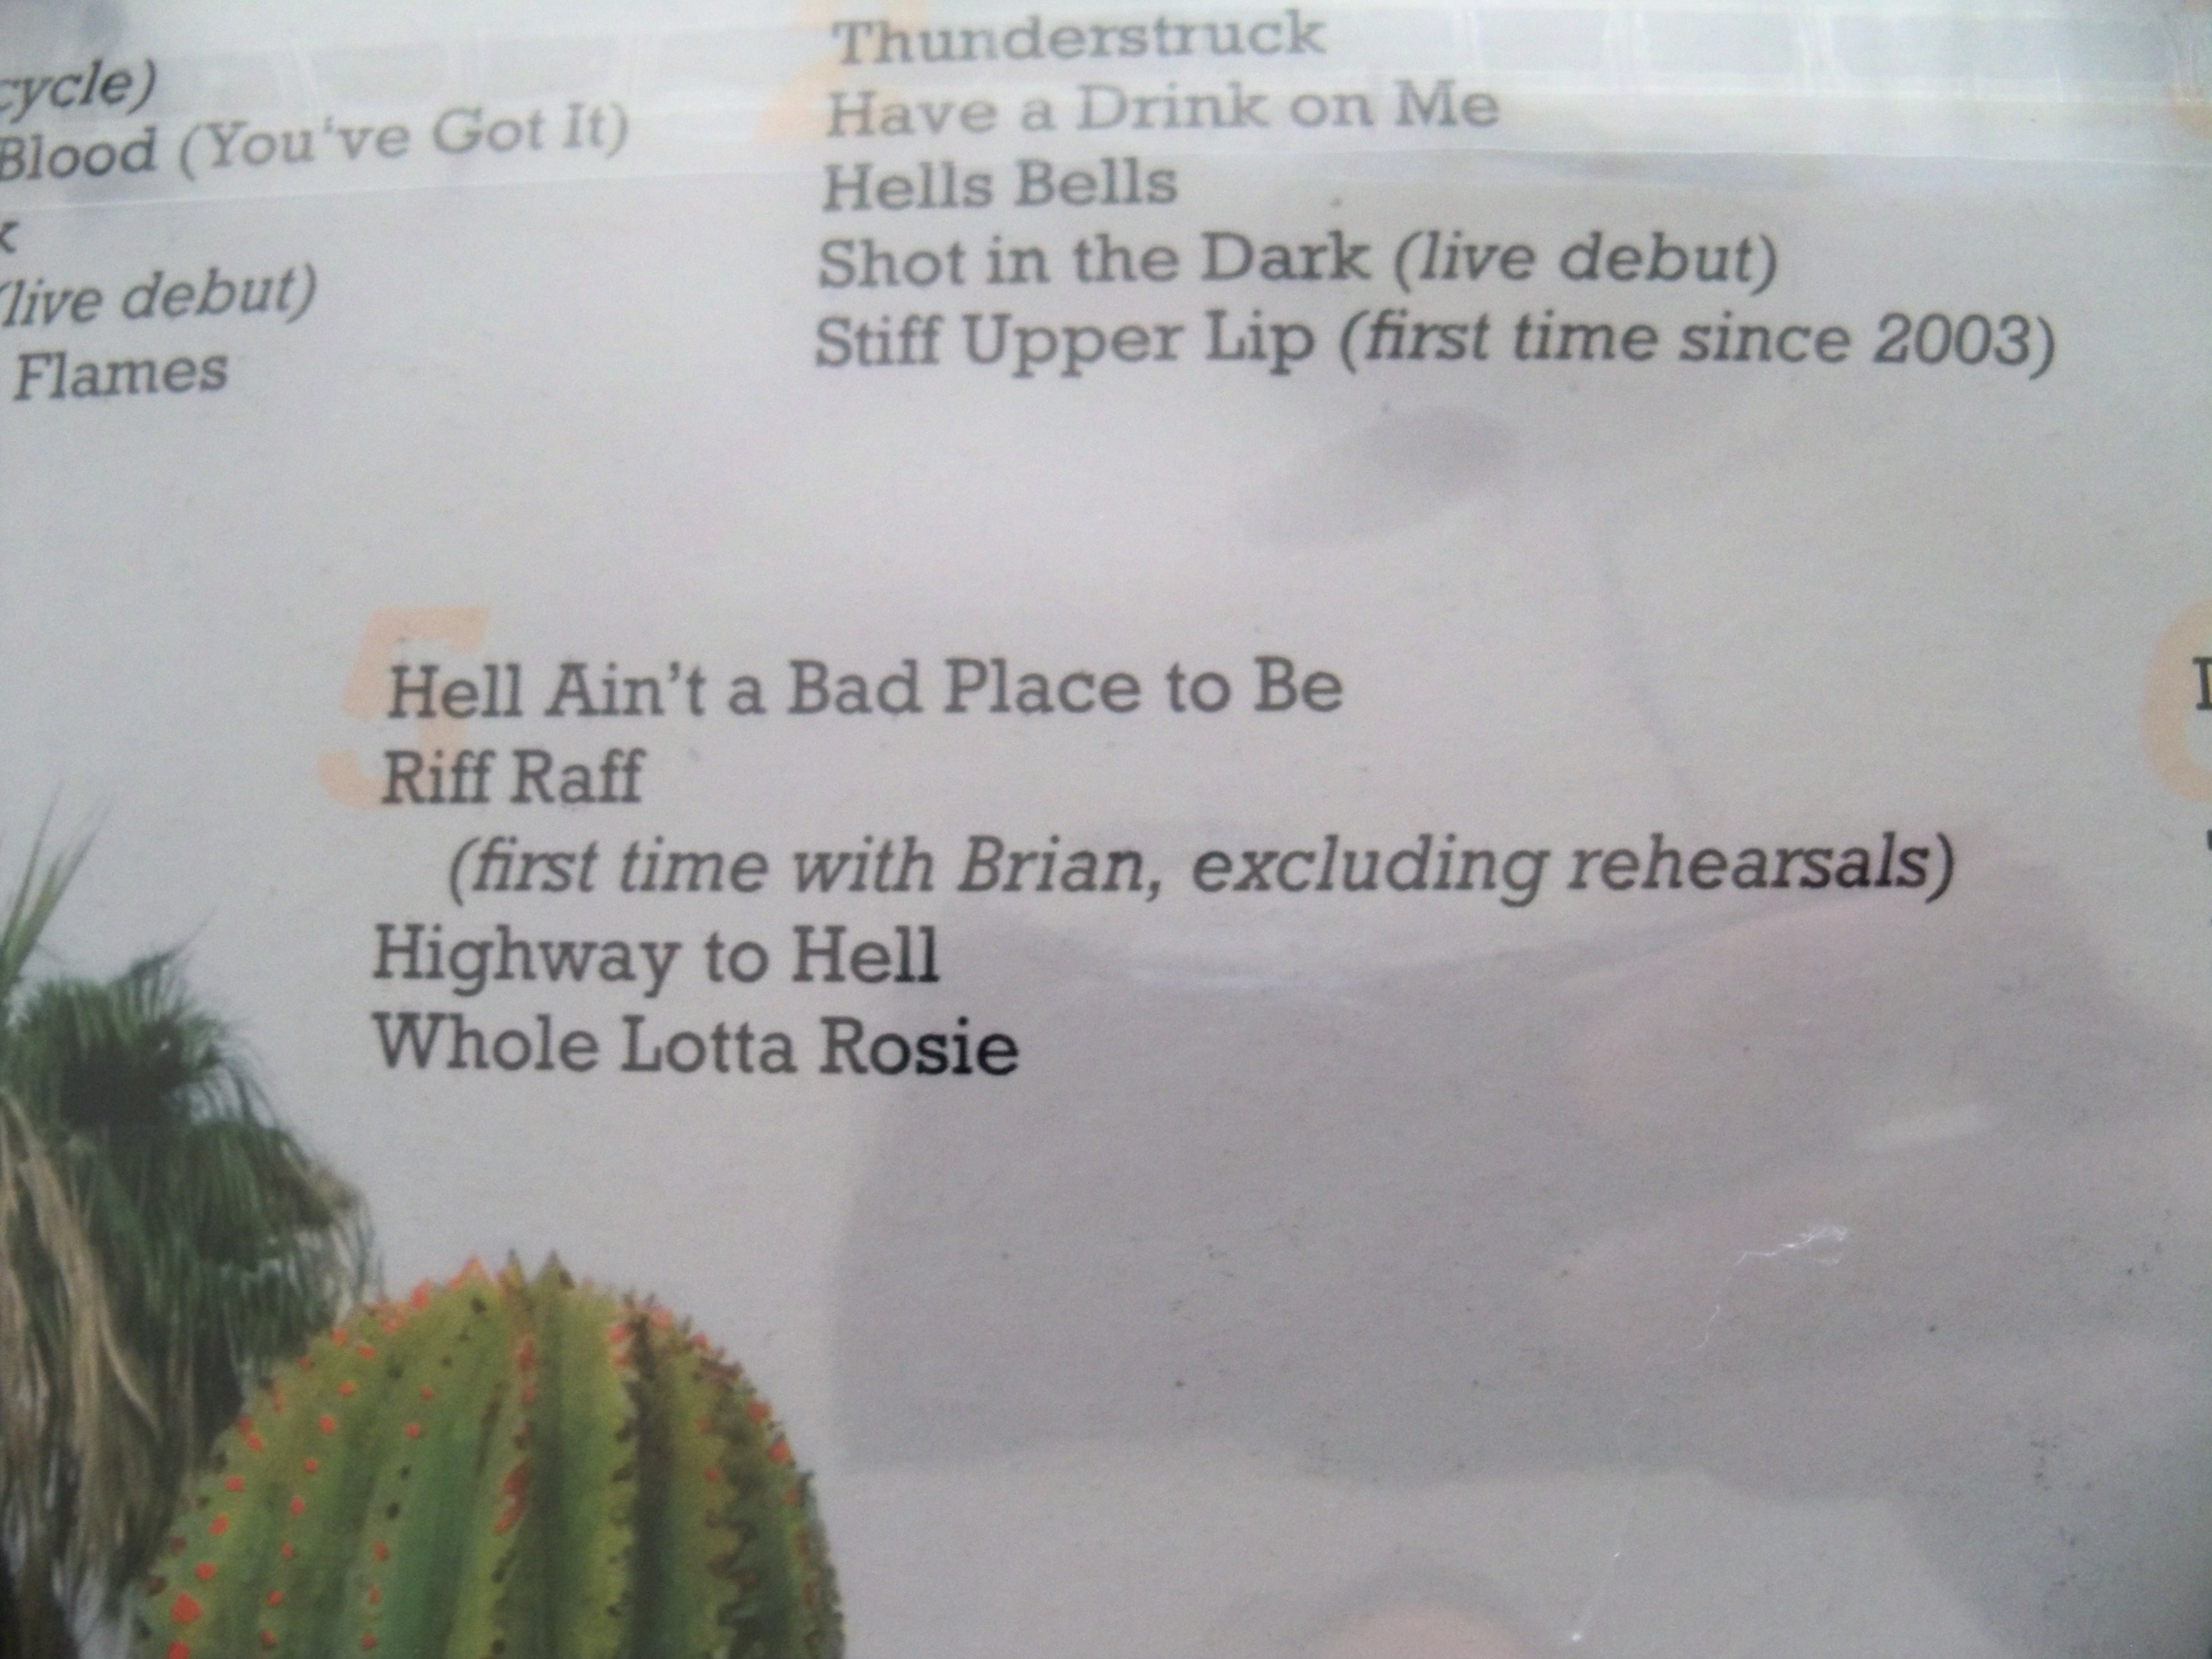 cycle)
Blood (You've Got It)
(live debut)
Flames
Thunderstruck
Have a Drink on Me
Hells Bells
Shot in the Dark (live debut)
Stiff Upper Lip (first time since 2003)
5
Hell Ain't a Bad Place to Be
Riff Raff
(first time with Brian, excluding rehearsals)
Highway to Hell
Whole Lotta Rosie